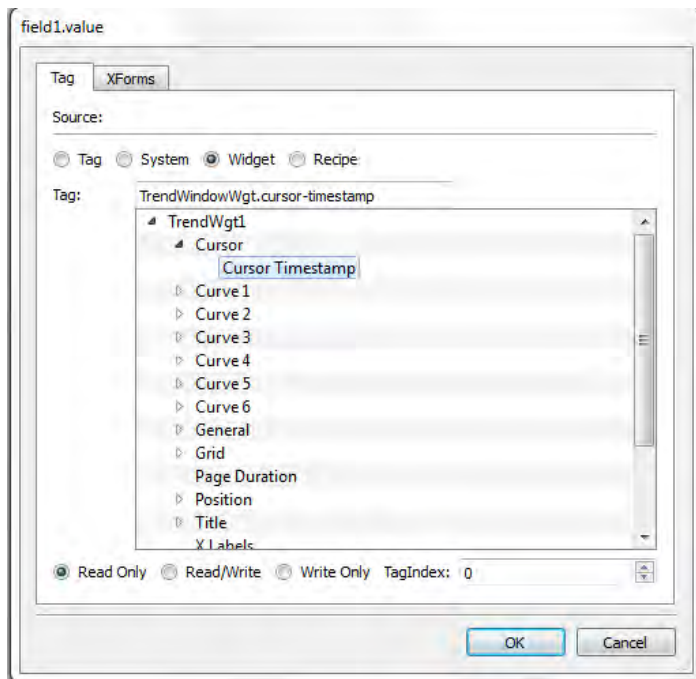 field1.value
Tag XForms
Source:
Tag System Widget Recipe
Tag: TrendWindowWgt.cursor-timestamp
TrendWgt1
Cursor
Cursor Timestamp
Curve 1
Curve 2
Curve 3
Curve 4
Curve 5
Curve 6
General
Grid
Page Duration
Position
Title
X Labels
Read Only Read/Write Write Only TagIndex: 0
OK Cancel